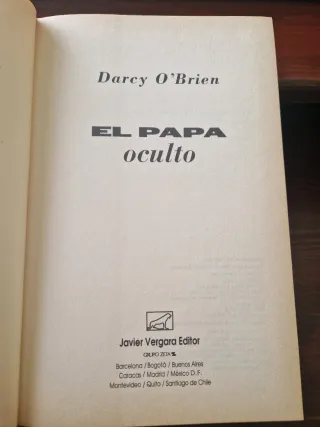 Darcy O'Brien
EL PAPA
oculto
Javier Vergara Editor
GRUPO ZETA
Barcelona / Bogotá / Buenos Aires
Caracas / Madrid / México D.F.
Montevideo / Quito / Santiago de Chile